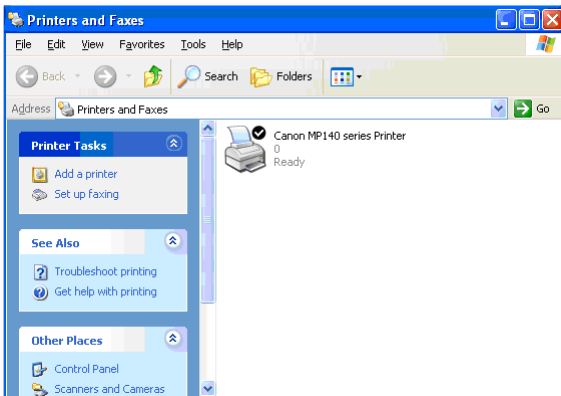 Printers and Faxes
File Edit View Favorites Tools Help
Back Search Folders
Address Printers and Faxes Go
Printer Tasks
Add a printer
Set up faxing
See Also
Troubleshoot printing
Get help with printing
Other Places
Control Panel
Scanners and Cameras
Canon MP140 series Printer
0
Ready